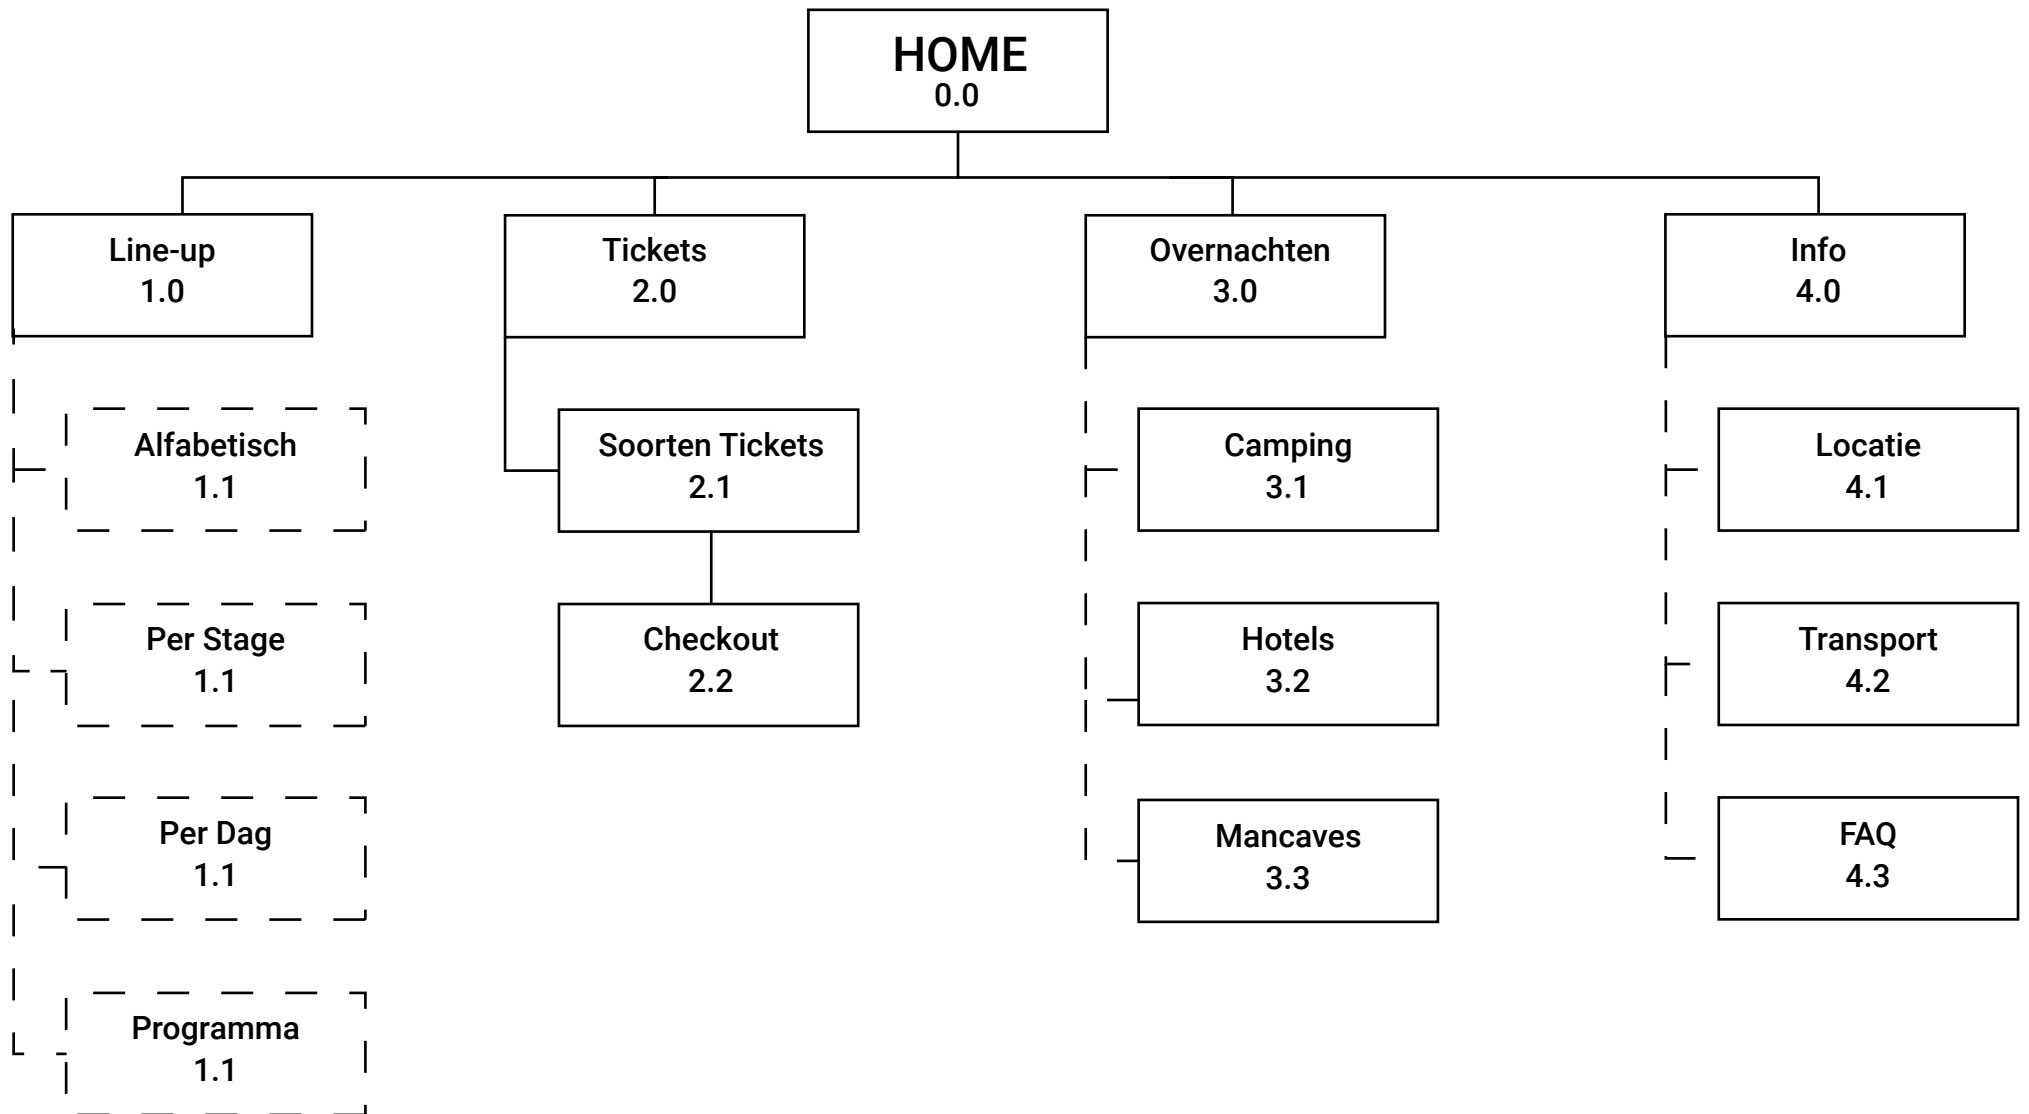 HOME
0.0
Line-up
1.0
Tickets
2.0
Overnachten
3.0
Info
4.0
Alfabetisch
1.1
Soorten Tickets
2.1
Camping
3.1
Locatie
4.1
Per Stage
1.1
Checkout
2.2
Hotels
3.2
Transport
4.2
Per Dag
1.1
Mancaves
3.3
FAQ
4.3
Programma
1.1